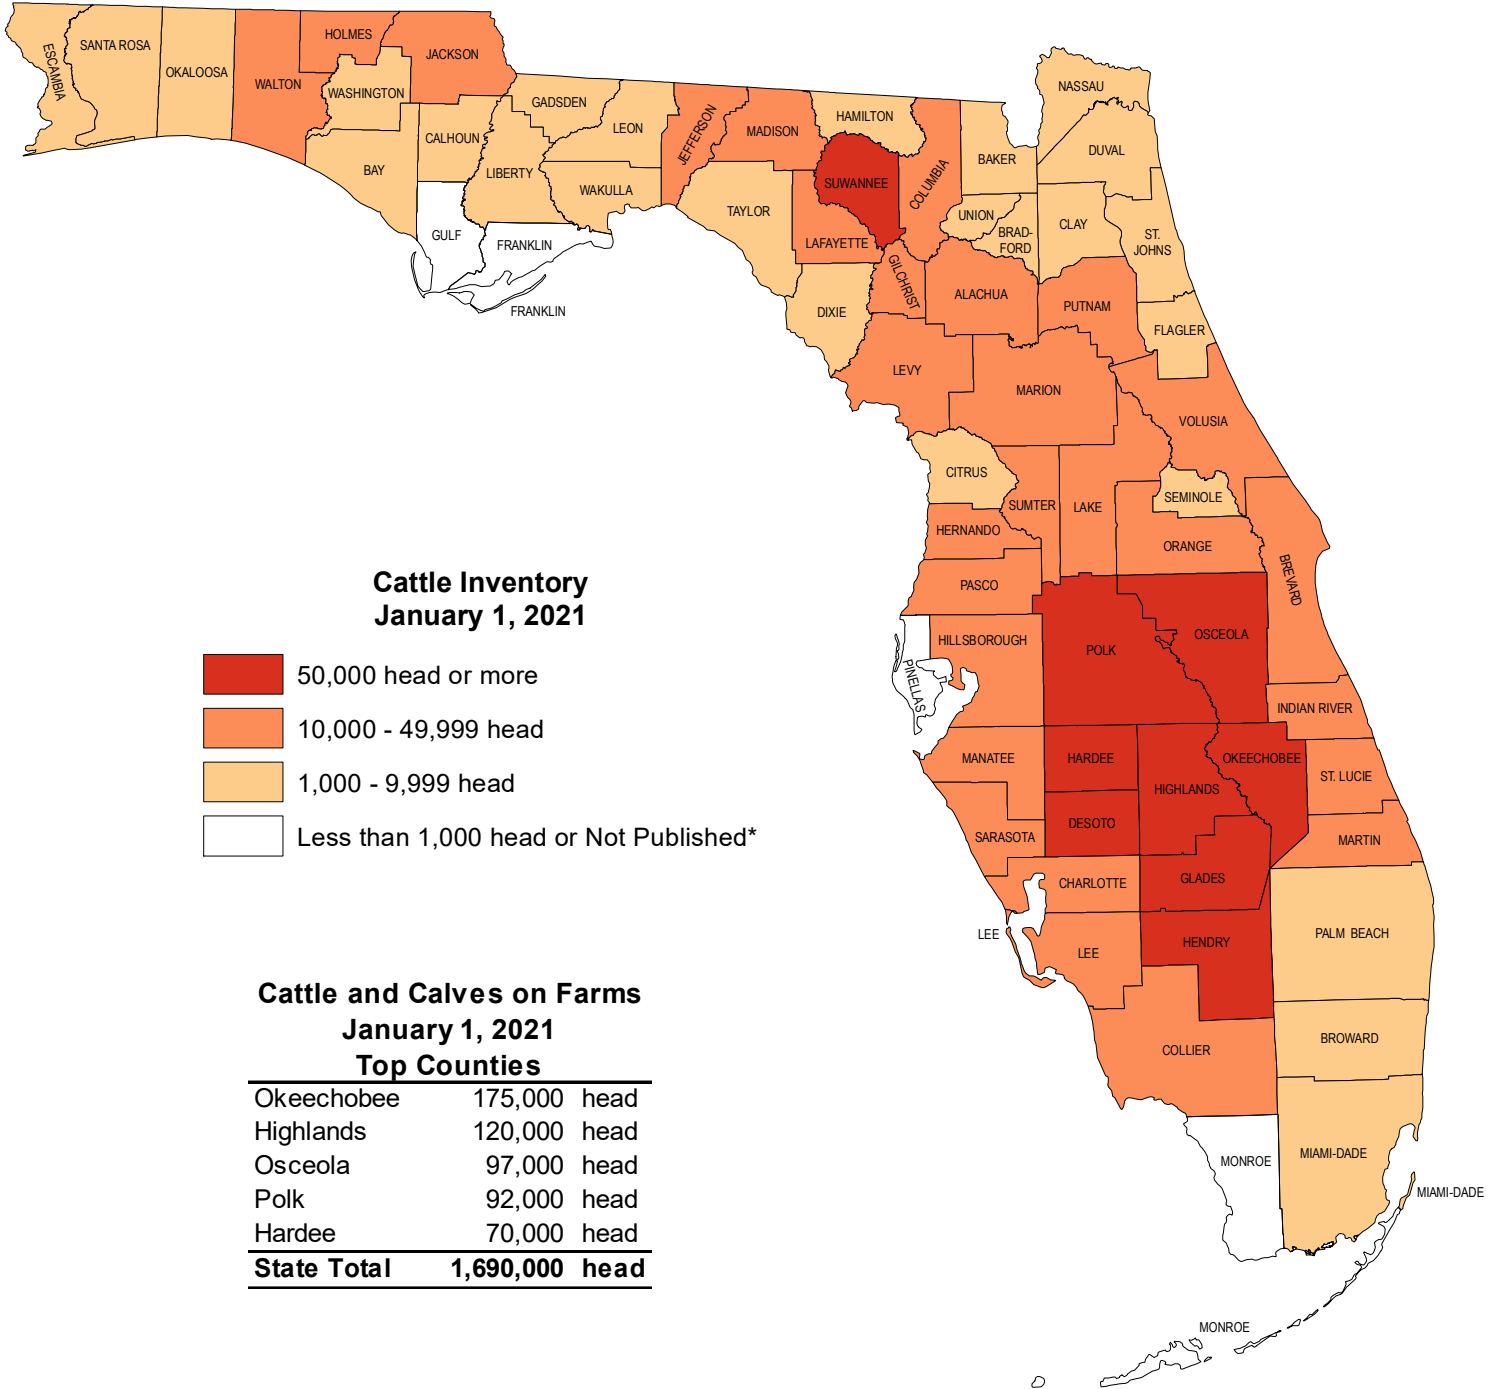 HOLMES
SANTA ROSA
ESCAMBIA
OKALOOSA
WALTON
JACKSON
WASHINGTON
GADSDEN
LEON
CALHOUN
BAY
LIBERTY
WAKULLA
GULF
FRANKLIN
FRANKLIN
JEFFERSON
MADISON
HAMILTON
TAYLOR
SUWANNEE
LAFAYETTE
COLUMBIA
BAKER
NASSAU
DUVAL
UNION
BRAD-
FORD
CLAY
ST.
JOHNS
DIXIE
GILCHRIST
ALACHUA
PUTNAM
FLAGLER
LEVY
MARION
VOLUSIA
CITRUS
SUMTER
LAKE
SEMINOLE
HERNANDO
ORANGE
PASCO
BREVARD
HILLSBOROUGH
PINELLAS
POLK
OSCEOLA
INDIAN RIVER
MANATEE
HARDEE
HIGHLANDS
OKEECHOBEE
ST. LUCIE
SARASOTA
DESOTO
MARTIN
CHARLOTTE
GLADES
LEE
LEE
HENDRY
PALM BEACH
COLLIER
BROWARD
MONROE
MIAMI-DADE
MIAMI-DADE
MONROE
Cattle Inventory
January 1, 2021
50,000 head or more
10,000 - 49,999 head
1,000 - 9,999 head
Less than 1,000 head or Not Published*
Cattle and Calves on Farms
January 1, 2021
Top Counties
Okeechobee 175,000 head
Highlands 120,000 head
Osceola 97,000 head
Polk 92,000 head
Hardee 70,000 head
State Total 1,690,000 head